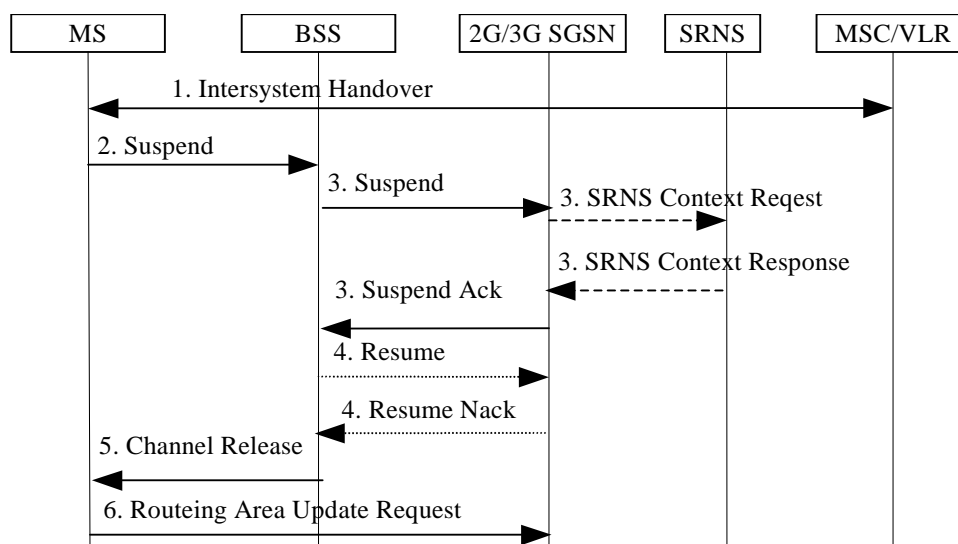 MS BSS 2G/3G SGSN SRNS MSC/VLR
1. Intersystem Handover
2. Suspend
3. Suspend
3. SRNS Context Reqest
3. SRNS Context Response
3. Suspend Ack
4. Resume
4. Resume Nack
5. Channel Release
6. Routeing Area Update Request